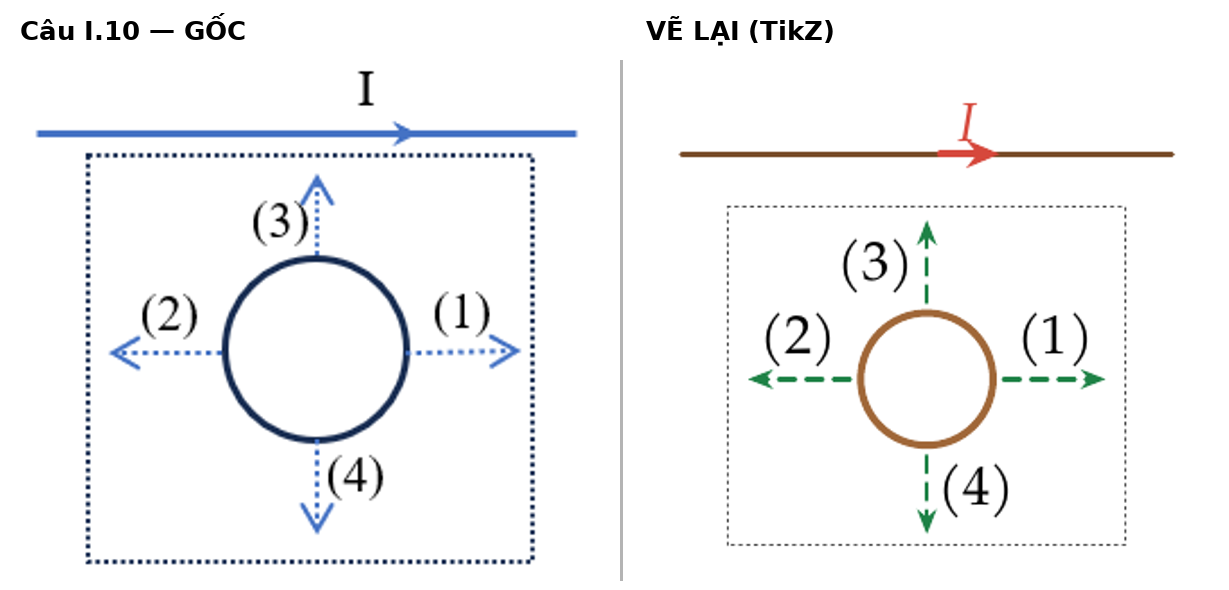 Câu I.10 — GỐC
I
(3)
(2)
(1)
(4)
VẼ LẠI (TikZ)
I
(3)
(2)
(1)
(4)